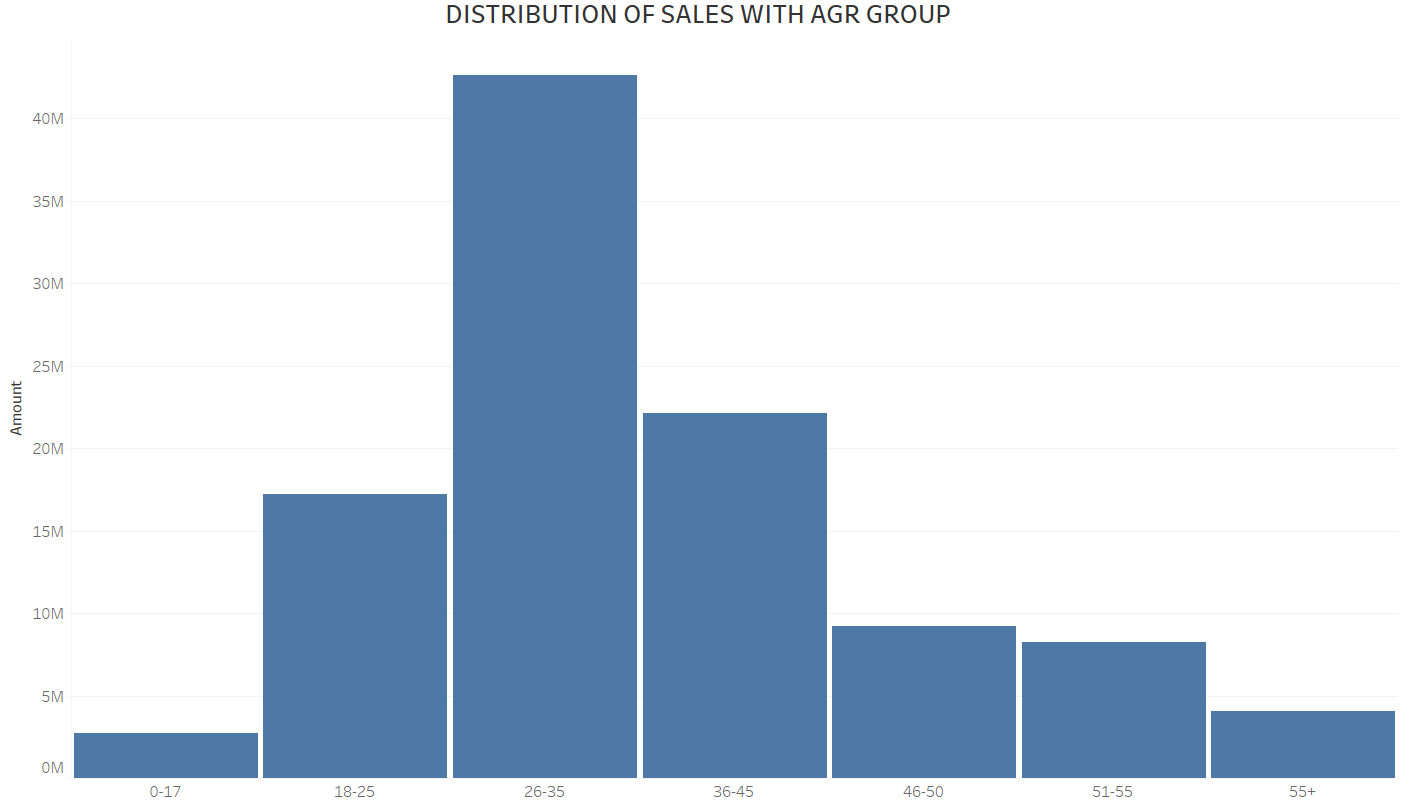 DISTRIBUTION OF SALES WITH AGR GROUP
40M
35M
30M
25M
20M
15M
10M
5M
0M
Amount
0-17
18-25
26-35
36-45
46-50
51-55
55+